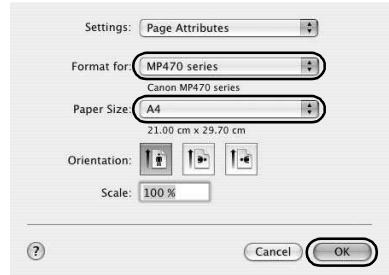 Settings: Page Attributes
Format for: MP470 series
Canon MP470 series
Paper Size: A4
21.00 cm x 29.70 cm
Orientation:
Scale: 100 %
? Cancel OK